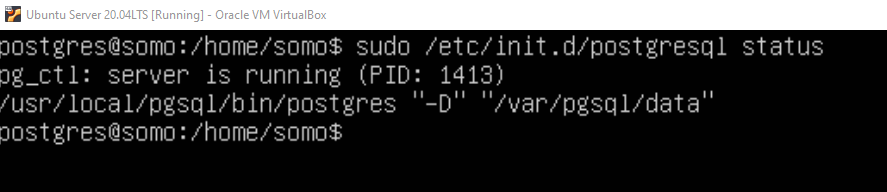 Ubuntu Server 20.04LTS [Running] - Oracle VM VirtualBox
postgres@somo:/home/somo$ sudo /etc/init.d/postgresql status
pg_ctl: server is running (PID: 1413)
/usr/local/pgsql/bin/postgres "-D" "/var/pgsql/data"
postgres@somo:/home/somo$